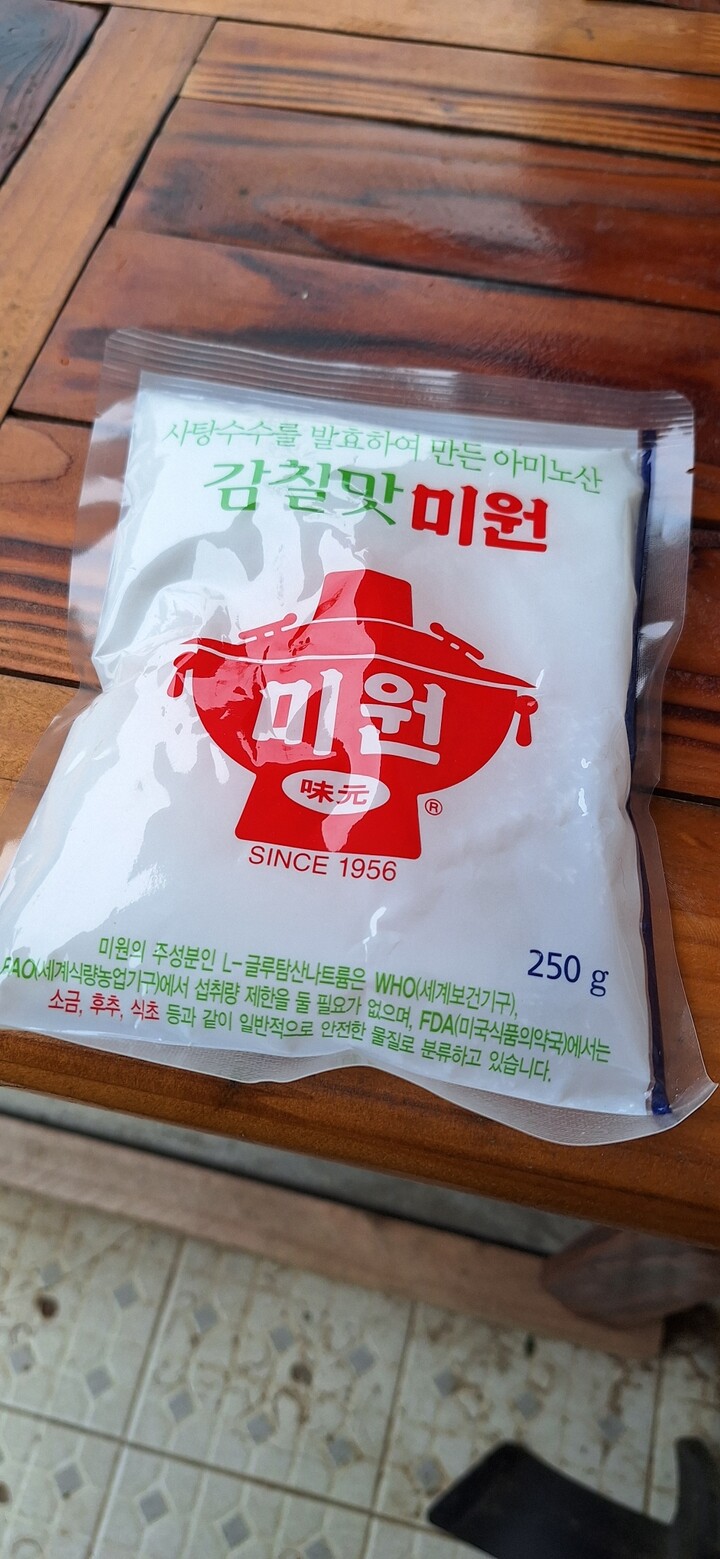 사탕수수를 발효하여 만든 아미노산
감칠맛 미원
미원
味元
®
SINCE 1956
250 g
미원의 주성분인 L-글루탐산나트륨은 WHO(세계보건기구),
FAO(세계식량농업기구)에서 섭취량 제한을 둘 필요가 없으며, FDA(미국식품의약국)에서는
소금, 후추, 식초 등과 같이 일반적으로 안전한 물질로 분류하고 있습니다.